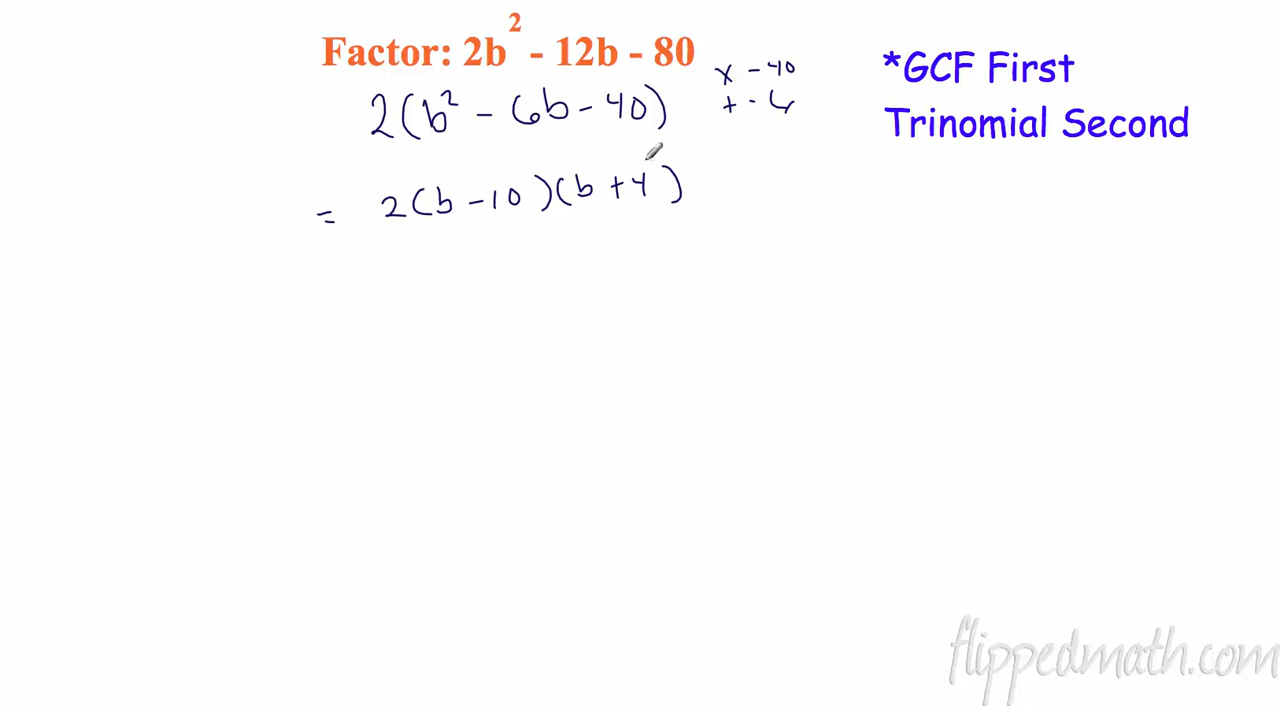 Factor: 2b² - 12b - 80
x -40
+ -6
2(b² - 6b - 40)
= 2(b - 10)(b + 4)
*GCF First
Trinomial Second
flippedmath.com